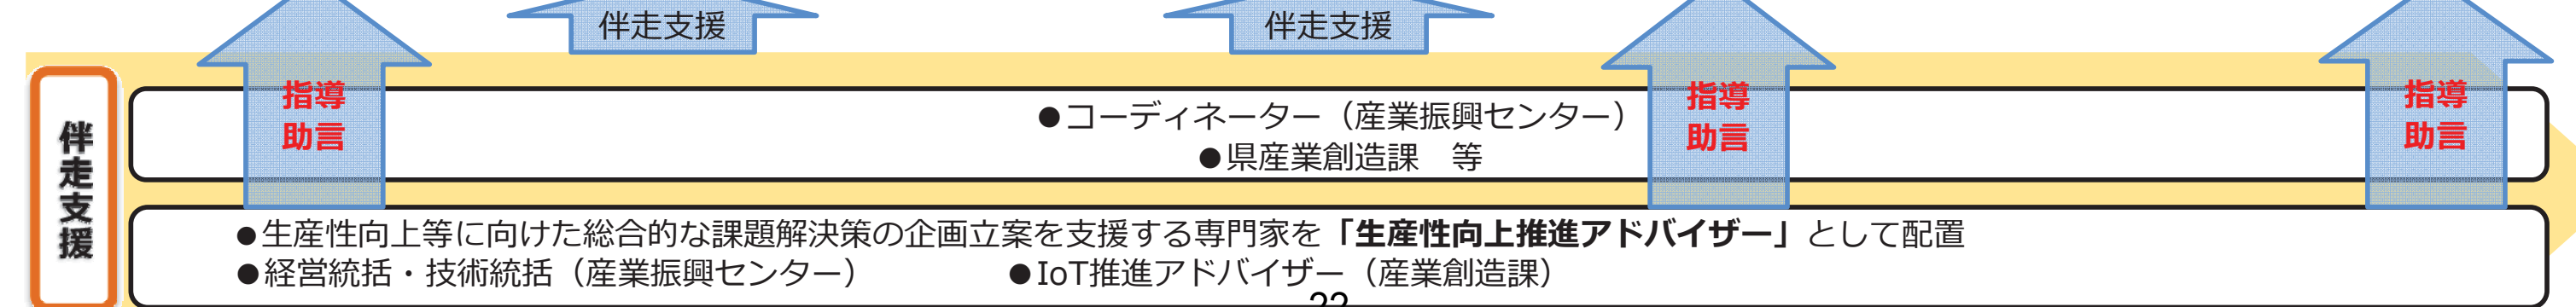 伴走支援
伴走支援
指導
助言
指導
助言
指導
助言
伴走支援
●コーディネーター（産業振興センター）
●県産業創造課　等
●生産性向上等に向けた総合的な課題解決策の企画立案を支援する専門家を「生産性向上推進アドバイザー」として配置
●経営統括・技術統括（産業振興センター）　●IoT推進アドバイザー（産業創造課）
22